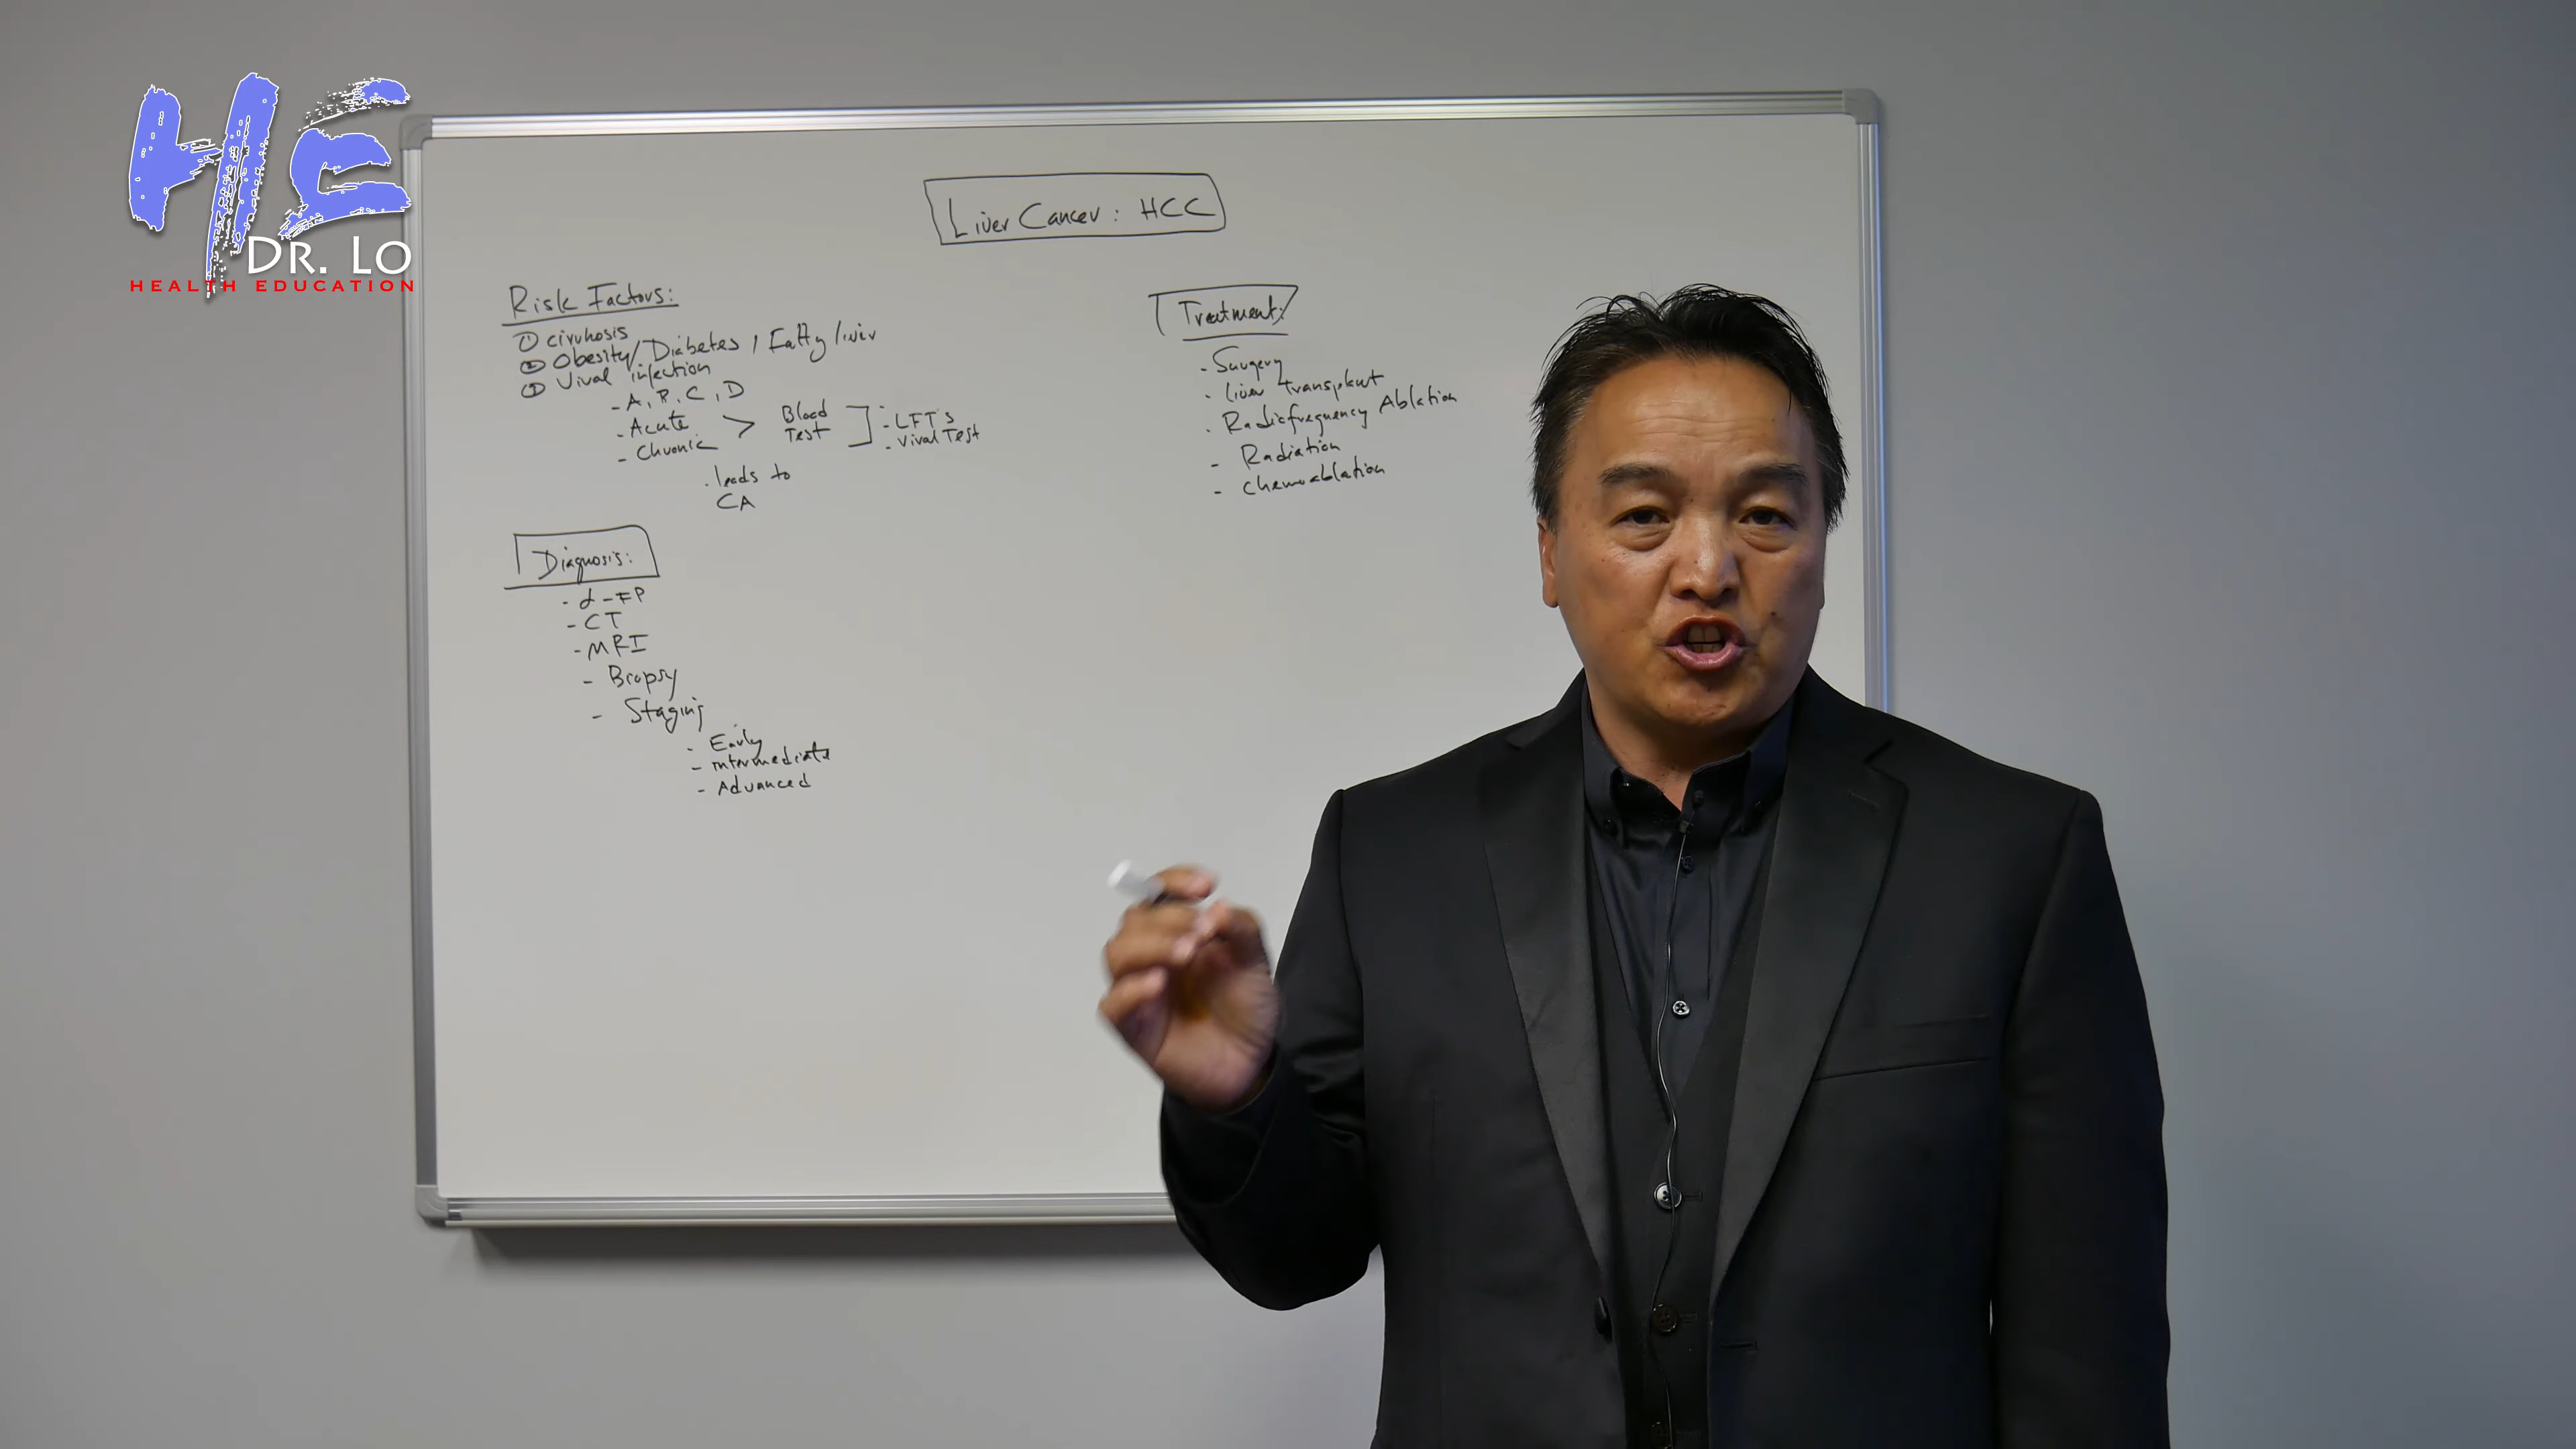 HE
DR. LO
HEALTH EDUCATION
Liver Cancer: HCC
Risk Factors:
① cirrhosis
② Obesity/Diabetes / Fatty liver
③ Viral infection
- A, B, C, D
- Acute
- Chronic
> Blood Test
- LFT's
- Viral Test
. leads to
CA
Diagnosis:
- α-FP
- CT
- MRI
- Biopsy
- Staging
- Early
- Intermediate
- Advanced
Treatment:
- Surgery
. Liver transplant
. Radiofrequency Ablation
- Radiation
- Chemoablation